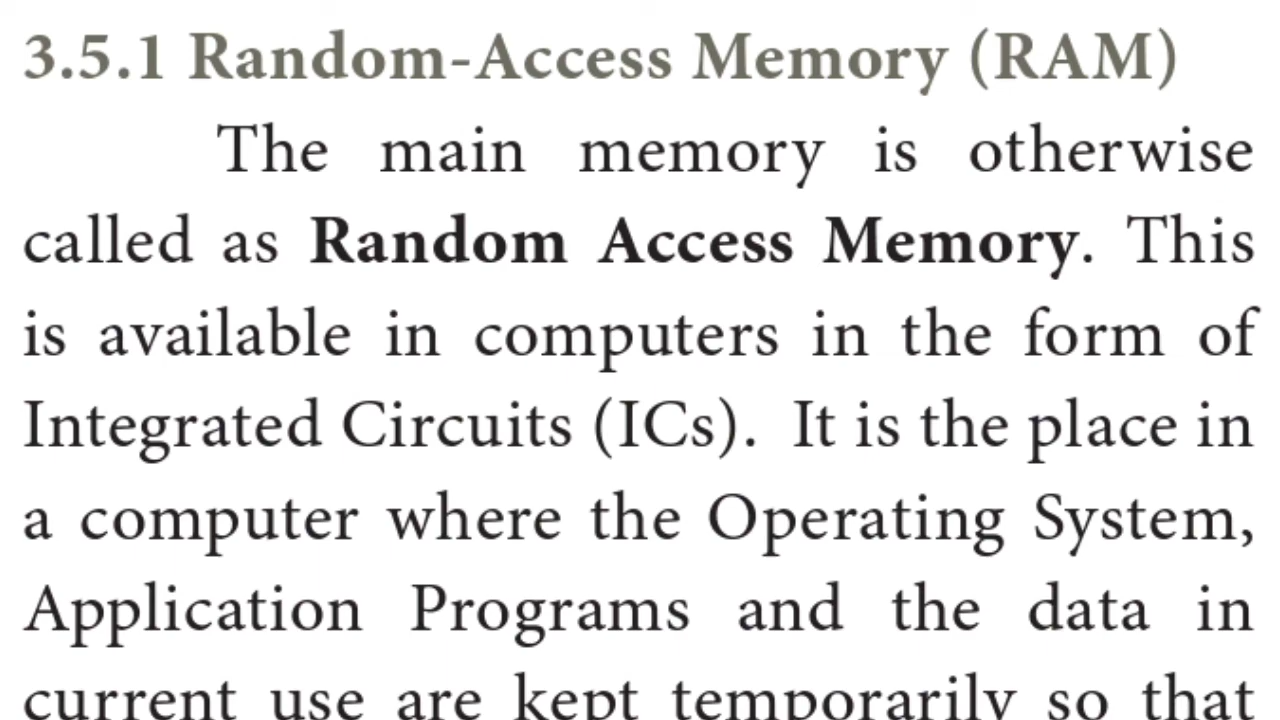 3.5.1 Random-Access Memory (RAM)
The main memory is otherwise
called as Random Access Memory. This
is available in computers in the form of
Integrated Circuits (ICs). It is the place in
a computer where the Operating System,
Application Programs and the data in
current use are kept temporarily so that